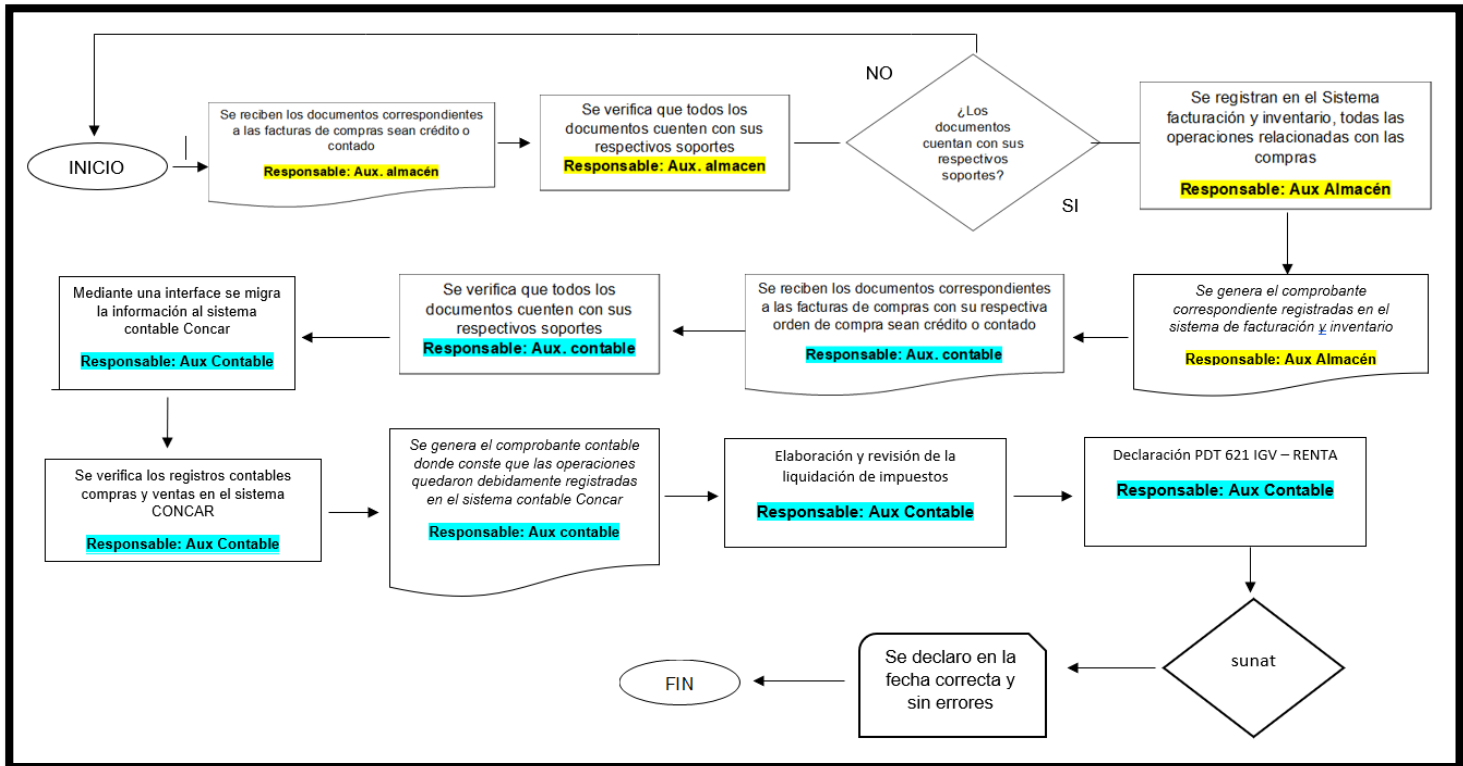 INICIO
Se reciben los documentos correspondientes
a las facturas de compras sean crédito o
contado
Responsable: Aux. almacén
Se verifica que todos los
documentos cuenten con sus
respectivos soportes
Responsable: Aux. almacen
NO
¿Los
documentos
cuentan con sus
respectivos
soportes?
SI
Se registran en el Sistema
facturación y inventario, todas las
operaciones relacionadas con las
compras
Responsable: Aux Almacén
Se genera el comprobante
correspondiente registradas en el
sistema de facturación y inventario
Responsable: Aux Almacén
Se reciben los documentos correspondientes
a las facturas de compras con su respectiva
orden de compra sean crédito o contado
Responsable: Aux. contable
Se verifica que todos los
documentos cuenten con sus
respectivos soportes
Responsable: Aux. contable
Mediante una interface se migra
la información al sistema
contable Concar
Responsable: Aux Contable
Se verifica los registros contables
compras y ventas en el sistema
CONCAR
Responsable: Aux Contable
Se genera el comprobante contable
donde conste que las operaciones
quedaron debidamente registradas
en el sistema contable Concar
Responsable: Aux contable
Elaboración y revisión de la
liquidación de impuestos
Responsable: Aux Contable
Declaración PDT 621 IGV – RENTA
Responsable: Aux Contable
sunat
Se declaro en la
fecha correcta y
sin errores
FIN